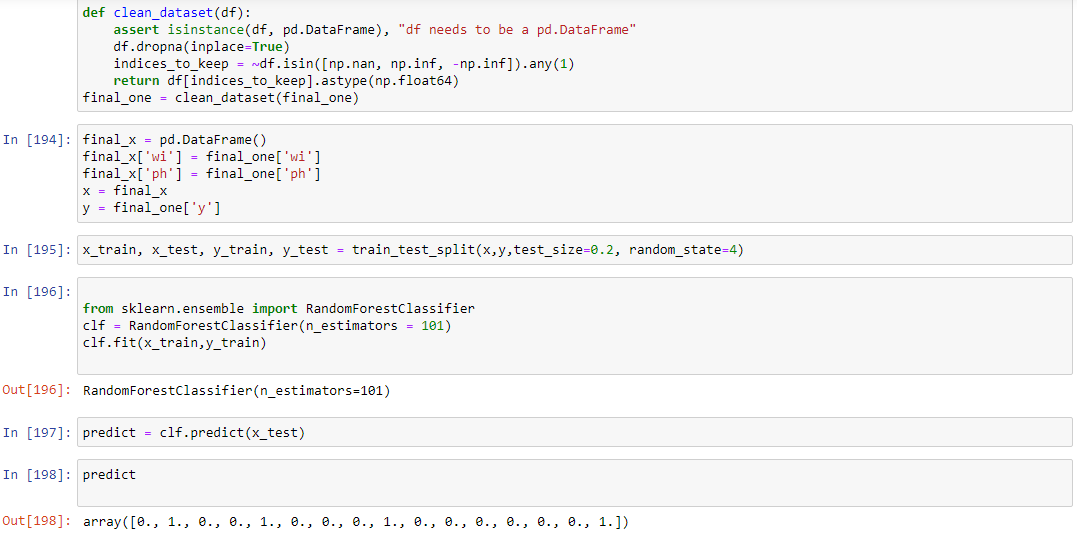 def clean_dataset(df):
    assert isinstance(df, pd.DataFrame), "df needs to be a pd.DataFrame"
    df.dropna(inplace=True)
    indices_to_keep = ~df.isin([np.nan, np.inf, -np.inf]).any(1)
    return df[indices_to_keep].astype(np.float64)
final_one = clean_dataset(final_one)
In [194]: final_x = pd.DataFrame()
final_x['wi'] = final_one['wi']
final_x['ph'] = final_one['ph']
x = final_x
y = final_one['y']
In [195]: x_train, x_test, y_train, y_test = train_test_split(x,y,test_size=0.2, random_state=4)
In [196]:
from sklearn.ensemble import RandomForestClassifier
clf = RandomForestClassifier(n_estimators = 101)
clf.fit(x_train,y_train)
Out[196]: RandomForestClassifier(n_estimators=101)
In [197]: predict = clf.predict(x_test)
In [198]: predict
Out[198]: array([0., 1., 0., 0., 1., 0., 0., 0., 1., 0., 0., 0., 0., 0., 0., 1.])